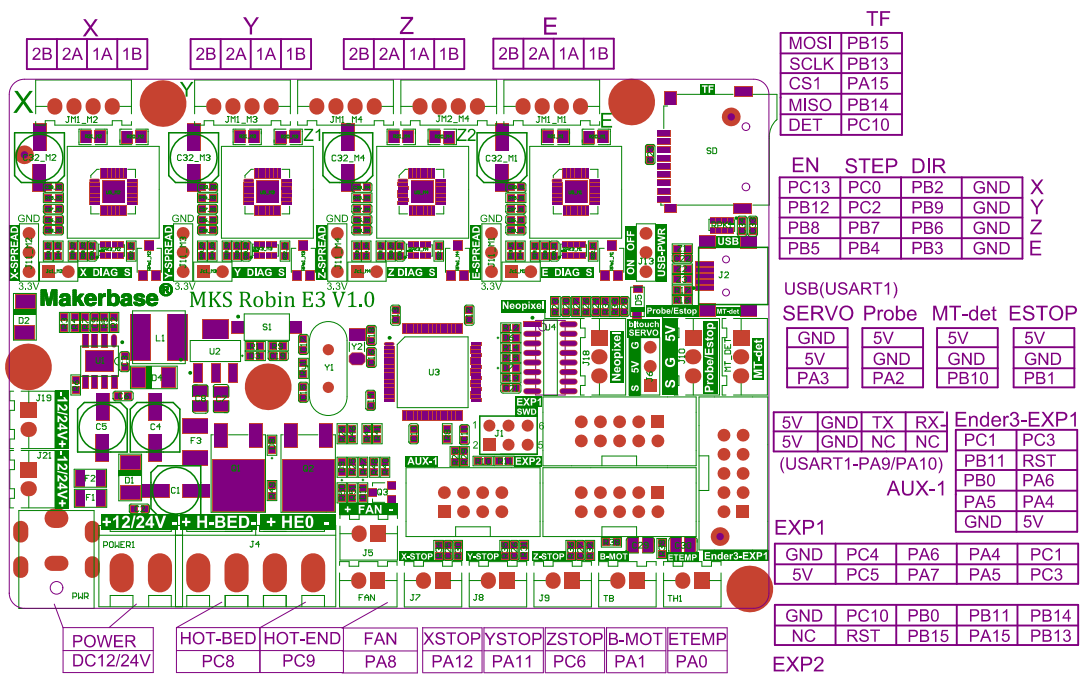 X Y Z E
2B 2A 1A 1B 2B 2A 1A 1B 2B 2A 1A 1B 2B 2A 1A 1B
TF
MOSI PB15
SCLK PB13
CS1 PA15
MISO PB14
DET PC10
X Y E
JM1_M2 JM1_M3 JM1_M4 JM2_M4 JM1_M1
Z1 Z2
TF
SD
C32_M2 C32_M3 C32_M4 C32_M1
EN STEP DIR
PC13 PC0 PB2 GND X
PB12 PC2 PB9 GND Y
PB8 PB7 PB6 GND Z
PB5 PB4 PB3 GND E
GND GND GND GND
X-SPREAD Y-SPREAD Z-SPREAD E-SPREAD
ON OFF
USB-PWR
J13
USB
J2
X DIAG S Y DIAG S Z DIAG S E DIAG S
3.3V 3.3V 3.3V 3.3V
Makerbase®
MKS Robin E3 V1.0
D2 L1 U2 S1 Y1 Y2 U3 U4 D4 D5
Neopixel
Probe/Estop
MT-det
bltouch
SERVO
S 5V G
J18
Neopixel
S G 5V
Probe/Estop
MT_DET
MT-det
USB(USART1)
SERVO Probe MT-det ESTOP
GND 5V 5V 5V
5V GND GND GND
PA3 PA2 PB10 PB1
J19
-12/24V+
J21
-12/24V+
C5 C4 F3 F2 F1 D1 C1 Q1 Q2 Q3
EXP1
SWD
J1
1 2 5 6
AUX-1
EXP2
5V GND TX RX
5V GND NC NC
(USART1-PA9/PA10)
AUX-1
Ender3-EXP1
PC1 PC3
PB11 RST
PB0 PA6
PA5 PA4
GND 5V
+12/24V - + H-BED - + HE0 -
+ FAN -
POWER1 J4 J5
PWR
X-STOP Y-STOP Z-STOP B-MOT ETEMP Ender3-EXP1
FAN J7 J8 J9 TB TH1
EXP1
GND PC4 PA6 PA4 PC1
5V PC5 PA7 PA5 PC3
GND PC10 PB0 PB11 PB14
NC RST PB15 PA15 PB13
EXP2
POWER HOT-BED HOT-END FAN XSTOP YSTOP ZSTOP B-MOT ETEMP
DC12/24V PC8 PC9 PA8 PA12 PA11 PC6 PA1 PA0